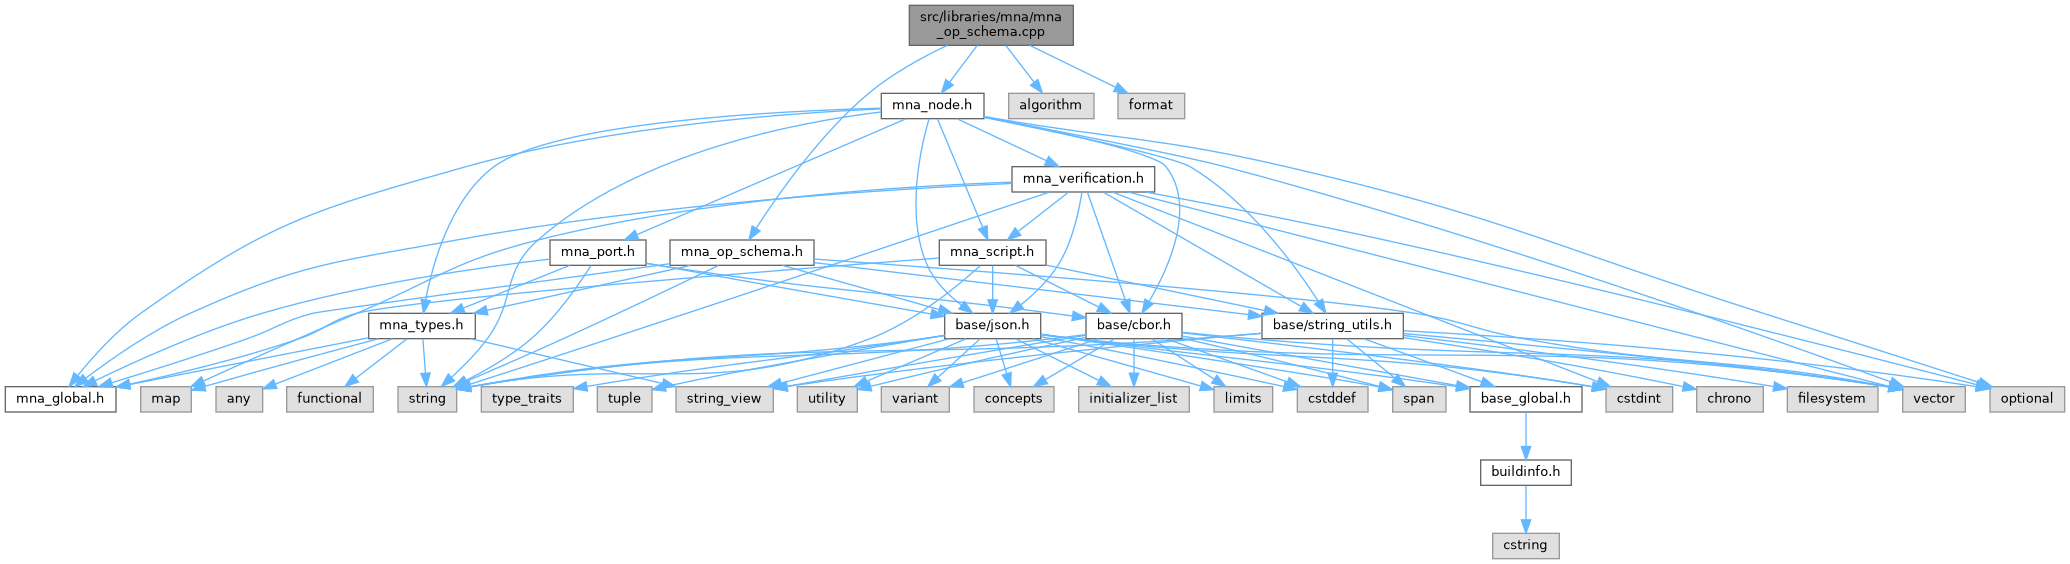 src/libraries/mna/mna
_op_schema.cpp
mna_node.h
algorithm
format
mna_verification.h
mna_port.h
mna_op_schema.h
mna_script.h
mna_types.h
base/json.h
base/cbor.h
base/string_utils.h
mna_global.h
map
any
functional
string
type_traits
tuple
string_view
utility
variant
concepts
initializer_list
limits
cstddef
span
base_global.h
cstdint
chrono
filesystem
vector
optional
buildinfo.h
cstring